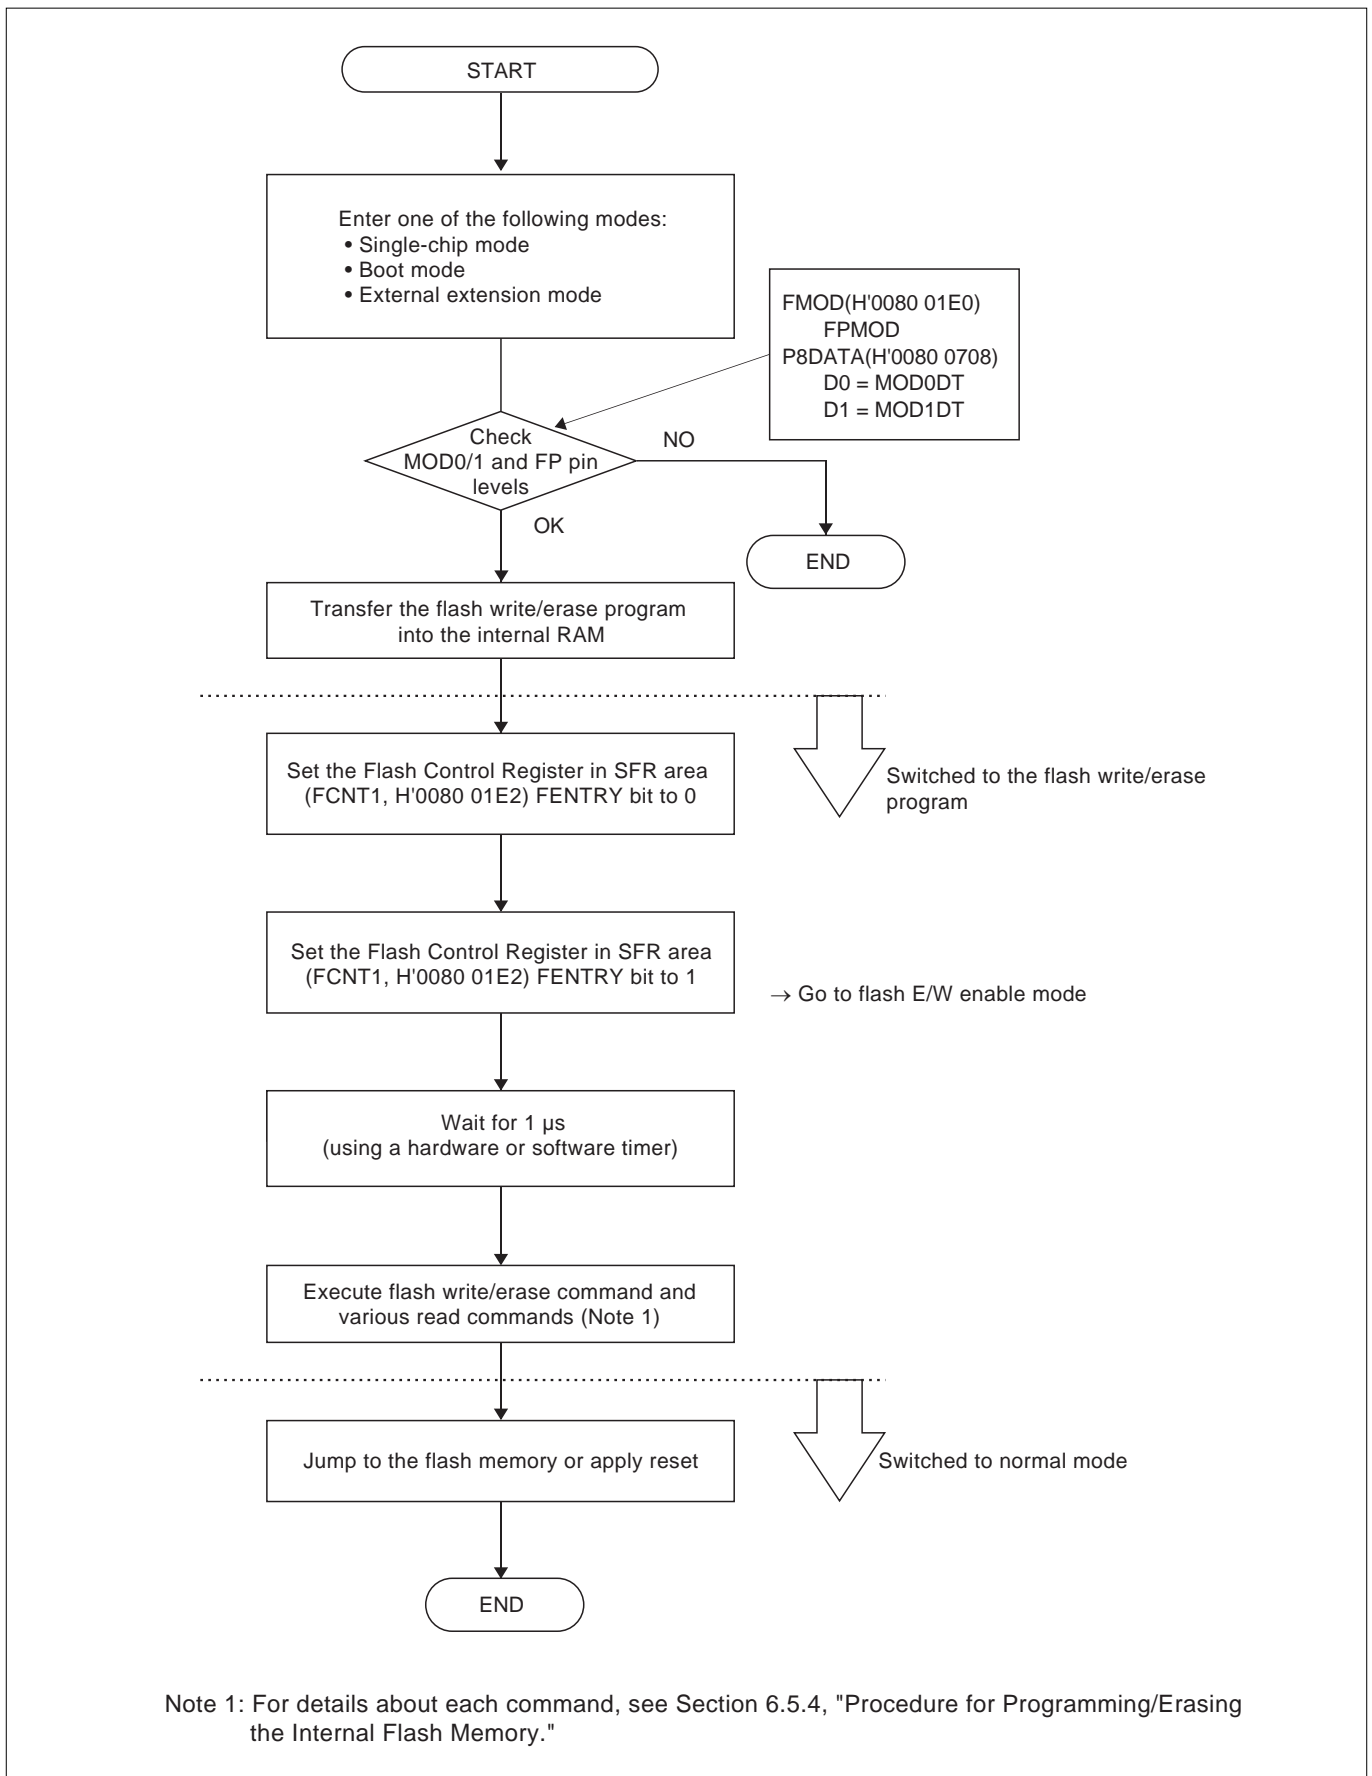 START
Enter one of the following modes:
• Single-chip mode
• Boot mode
• External extension mode
FMOD(H'0080 01E0)
FPMOD
P8DATA(H'0080 0708)
D0 = MOD0DT
D1 = MOD1DT
Check
MOD0/1 and FP pin
levels
NO
OK
END
Transfer the flash write/erase program
into the internal RAM
Set the Flash Control Register in SFR area
(FCNT1, H'0080 01E2) FENTRY bit to 0
Switched to the flash write/erase
program
Set the Flash Control Register in SFR area
(FCNT1, H'0080 01E2) FENTRY bit to 1
→ Go to flash E/W enable mode
Wait for 1 µs
(using a hardware or software timer)
Execute flash write/erase command and
various read commands (Note 1)
Jump to the flash memory or apply reset
Switched to normal mode
END
Note 1: For details about each command, see Section 6.5.4, "Procedure for Programming/Erasing
the Internal Flash Memory."